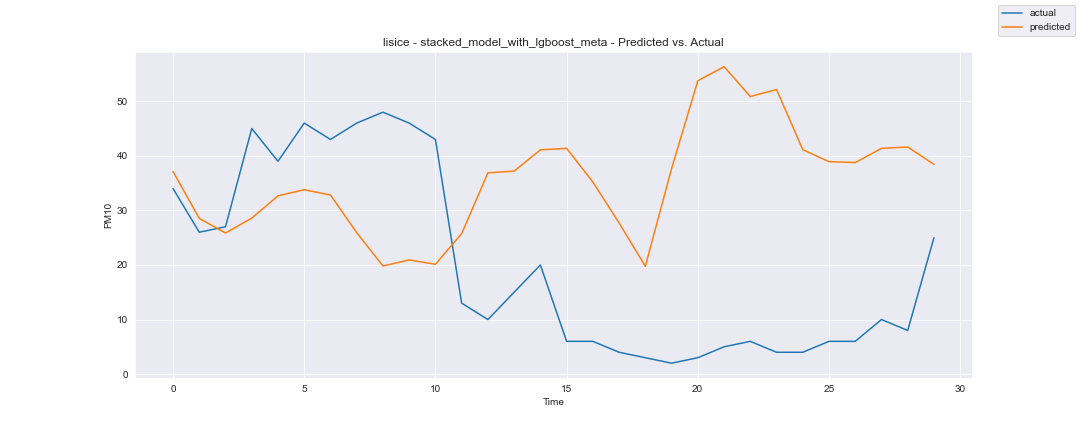 actual
predicted
lisice - stacked_model_with_lgboost_meta - Predicted vs. Actual
50
40
30
20
10
0
PM10
0 5 10 15 20 25 30
Time